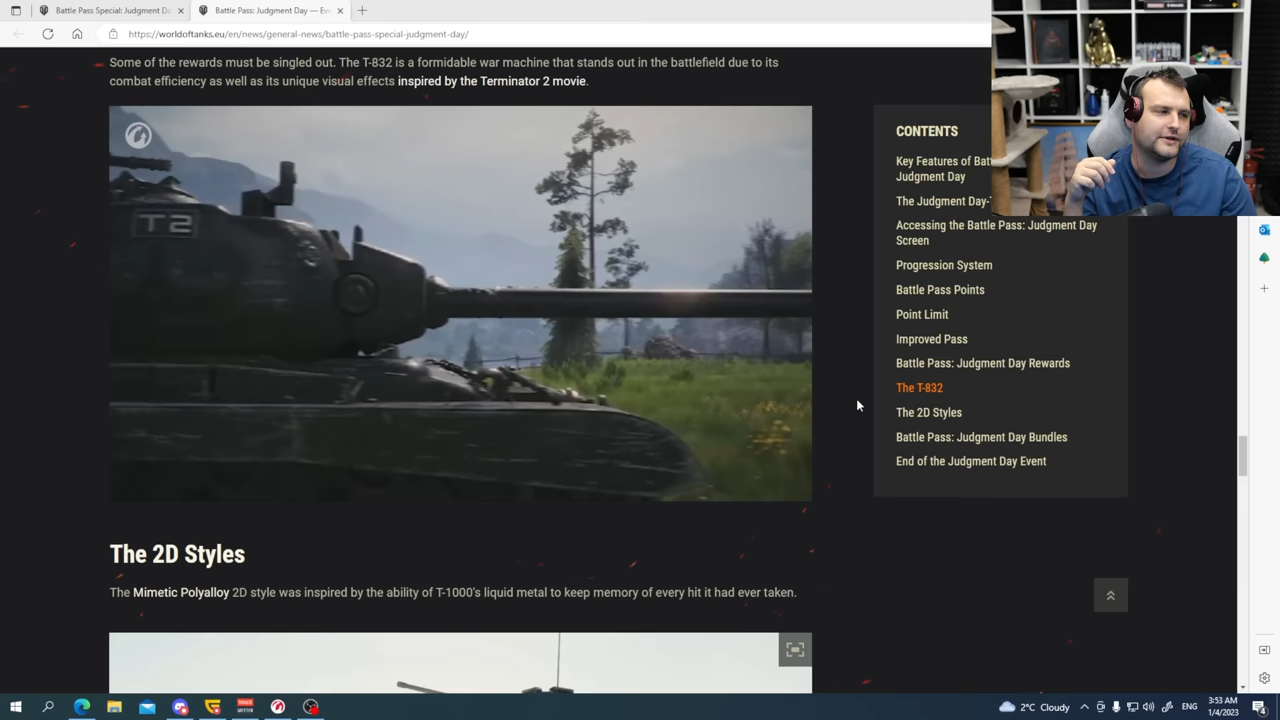 Battle Pass Special: Judgment Da
Battle Pass: Judgment Day — Eve
https://worldoftanks.eu/en/news/general-news/battle-pass-special-judgment-day/
Some of the rewards must be singled out. The T-832 is a formidable war machine that stands out in the battlefield due to its
combat efficiency as well as its unique visual effects inspired by the Terminator 2 movie.
T2
CONTENTS
Key Features of Bat
Judgment Day
The Judgment Day-
Accessing the Battle Pass: Judgment Day
Screen
Progression System
Battle Pass Points
Point Limit
Improved Pass
Battle Pass: Judgment Day Rewards
The T-832
The 2D Styles
Battle Pass: Judgment Day Bundles
End of the Judgment Day Event
The 2D Styles
The Mimetic Polyalloy 2D style was inspired by the ability of T-1000's liquid metal to keep memory of every hit it had ever taken.
2°C Cloudy
ENG
3:53 AM
1/4/2023